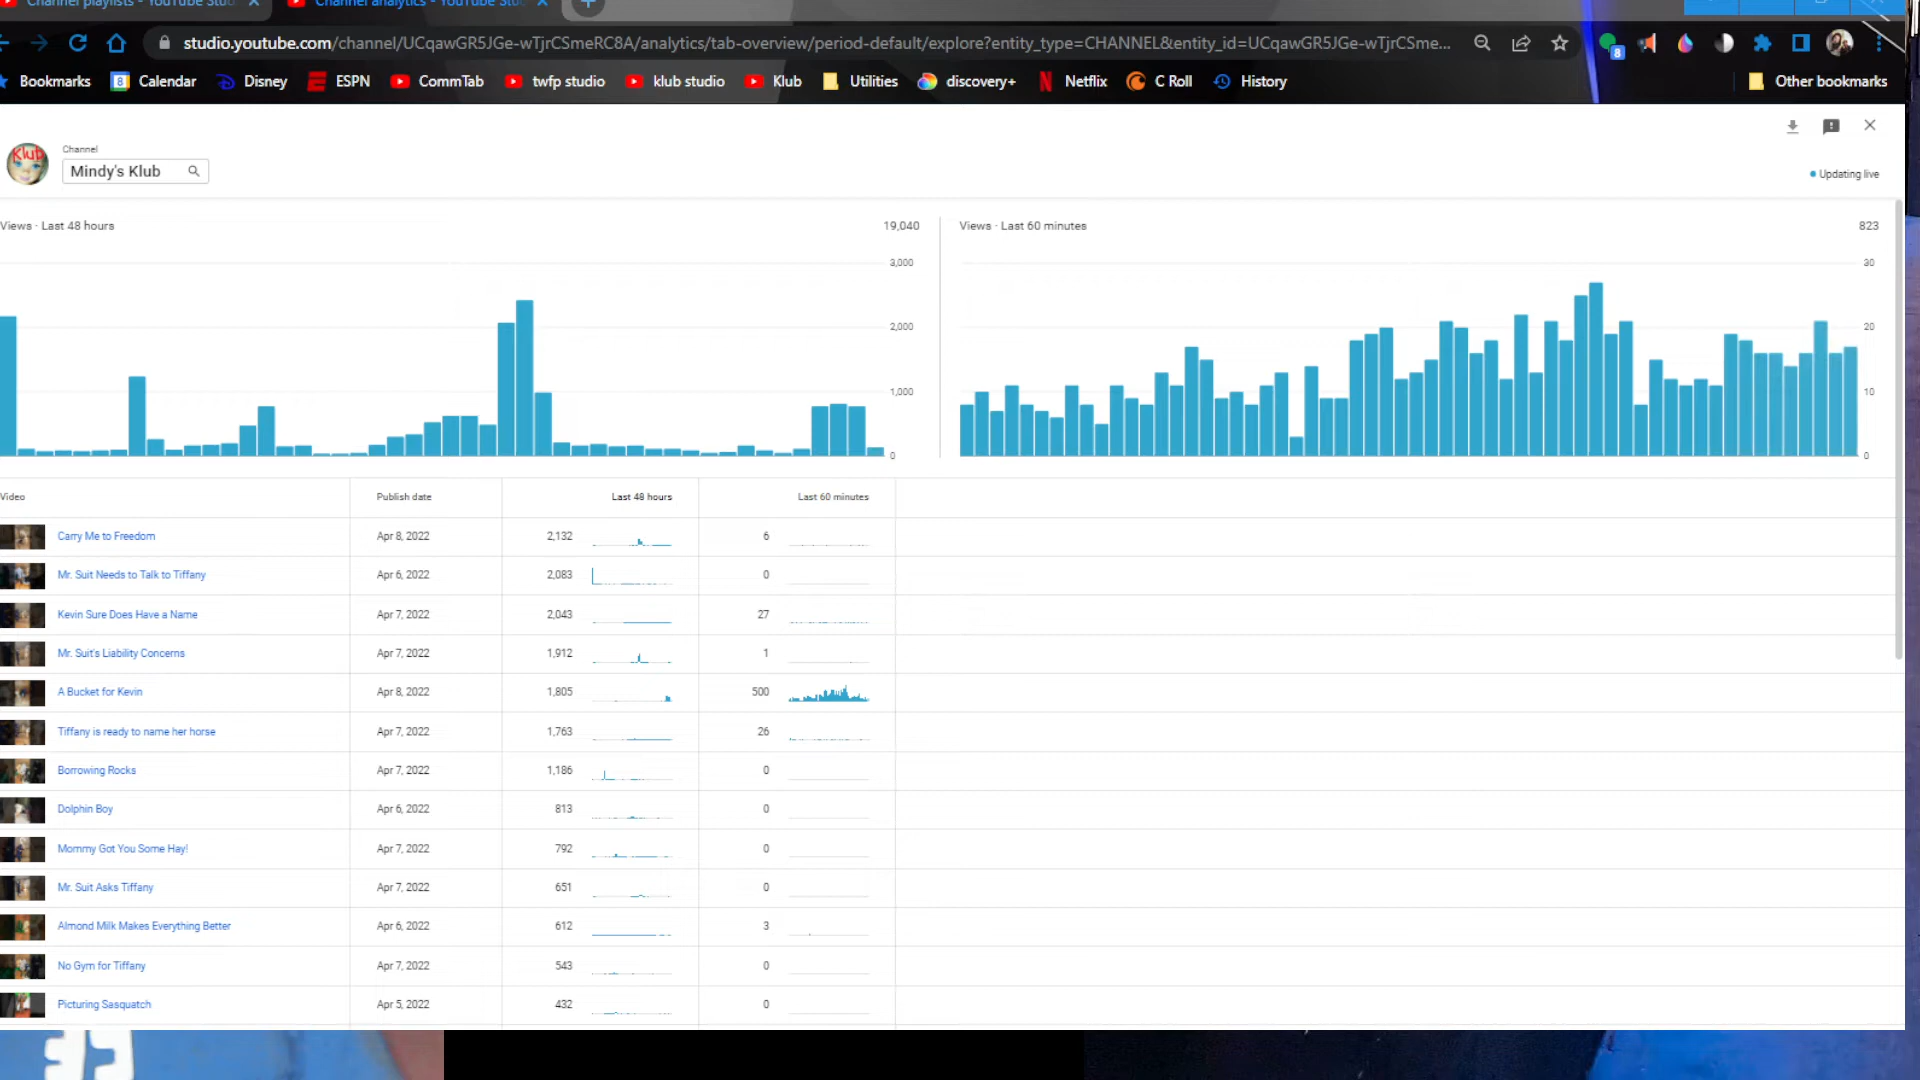 Channel playlists - YouTube Stud
Channel analytics - YouTube Stud
studio.youtube.com/channel/UCqawGR5JGe-wTjrCSmeRC8A/analytics/tab-overview/period-default/explore?entity_type=CHANNEL&entity_id=UCqawGR5JGe-wTjrCSme...
8
Bookmarks 8 Calendar Disney ESPN CommTab twfp studio klub studio Klub Utilities discovery+ Netflix C Roll History Other bookmarks
Klub
Channel
Mindy's Klub
Updating live
Views · Last 48 hours 19,040
3,000
2,000
1,000
0
Views · Last 60 minutes 823
30
20
10
0
Video Publish date Last 48 hours Last 60 minutes
Carry Me to Freedom Apr 8, 2022 2,132 6
Mr. Suit Needs to Talk to Tiffany Apr 6, 2022 2,083 0
Kevin Sure Does Have a Name Apr 7, 2022 2,043 27
Mr. Suit's Liability Concerns Apr 7, 2022 1,912 1
A Bucket for Kevin Apr 8, 2022 1,805 500
Tiffany is ready to name her horse Apr 7, 2022 1,763 26
Borrowing Rocks Apr 7, 2022 1,186 0
Dolphin Boy Apr 6, 2022 813 0
Mommy Got You Some Hay! Apr 7, 2022 792 0
Mr. Suit Asks Tiffany Apr 7, 2022 651 0
Almond Milk Makes Everything Better Apr 6, 2022 612 3
No Gym for Tiffany Apr 7, 2022 543 0
Picturing Sasquatch Apr 5, 2022 432 0